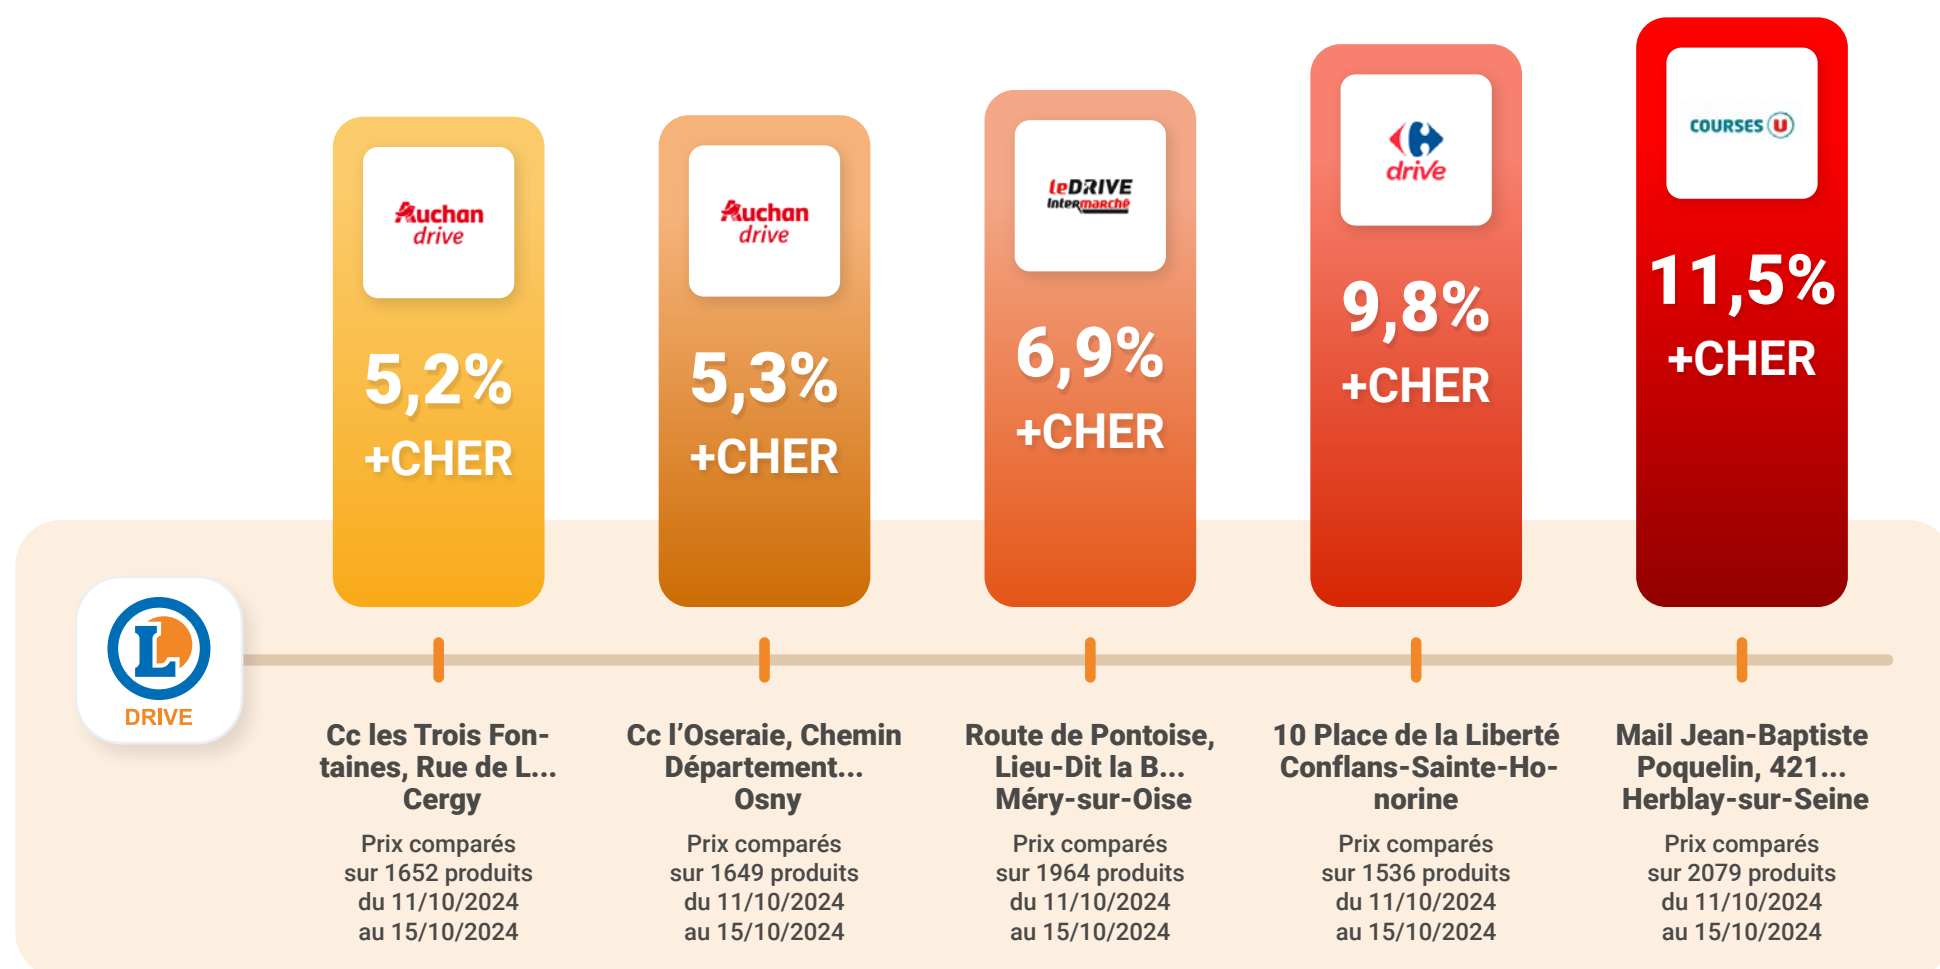 Auchan
drive
5,2%
+CHER
Auchan
drive
5,3%
+CHER
leDRIVE
Intermarché
6,9%
+CHER
drive
9,8%
+CHER
COURSES U
11,5%
+CHER
L
DRIVE
Cc les Trois Fon-
taines, Rue de L...
Cergy
Prix comparés
sur 1652 produits
du 11/10/2024
au 15/10/2024
Cc l’Oseraie, Chemin
Département...
Osny
Prix comparés
sur 1649 produits
du 11/10/2024
au 15/10/2024
Route de Pontoise,
Lieu-Dit la B...
Méry-sur-Oise
Prix comparés
sur 1964 produits
du 11/10/2024
au 15/10/2024
10 Place de la Liberté
Conflans-Sainte-Ho-
norine
Prix comparés
sur 1536 produits
du 11/10/2024
au 15/10/2024
Mail Jean-Baptiste
Poquelin, 421...
Herblay-sur-Seine
Prix comparés
sur 2079 produits
du 11/10/2024
au 15/10/2024